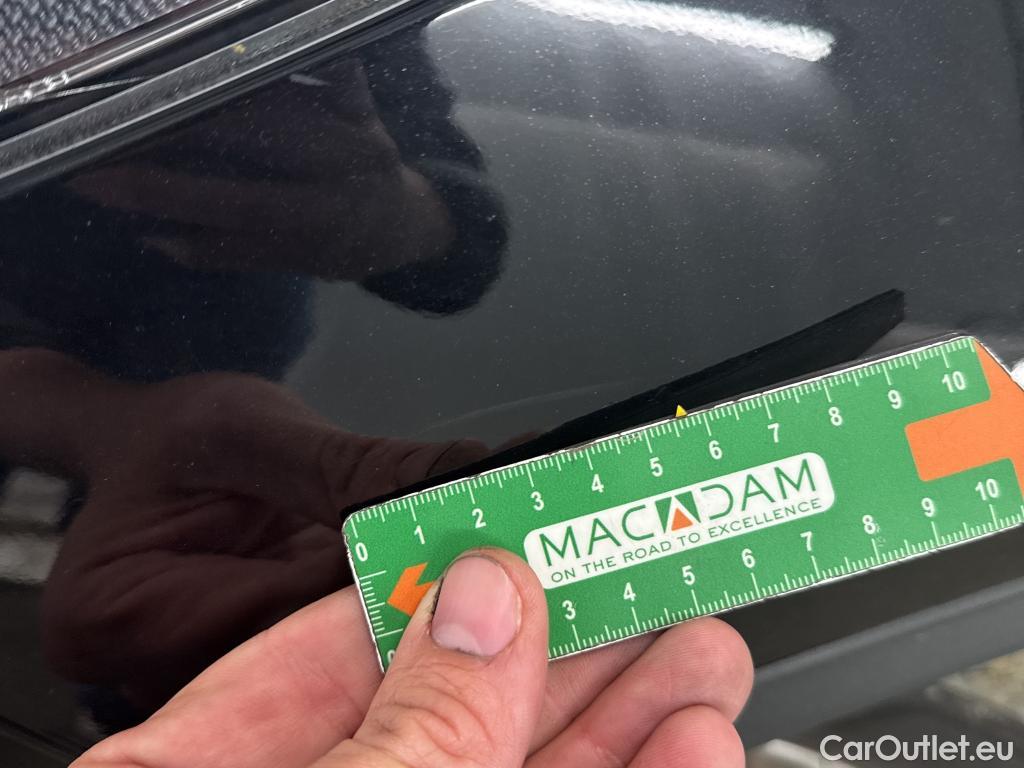 0 1 2 3 4 5 6 7 8 9 10
MACADAM
ON THE ROAD TO EXCELLENCE
3 4 5 6 7 8 9 10
CarOutlet.eu